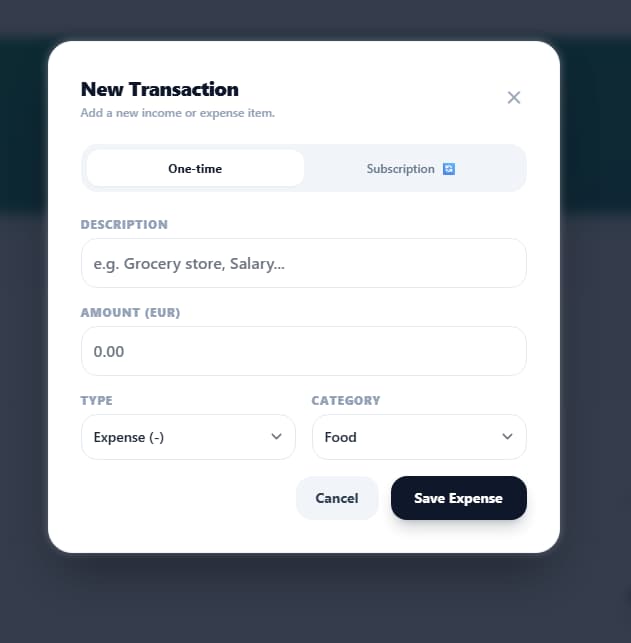 New Transaction
Add a new income or expense item.
One-time
Subscription 🔄
DESCRIPTION
e.g. Grocery store, Salary...
AMOUNT (EUR)
0.00
TYPE
CATEGORY
Expense (-)
Food
Cancel
Save Expense